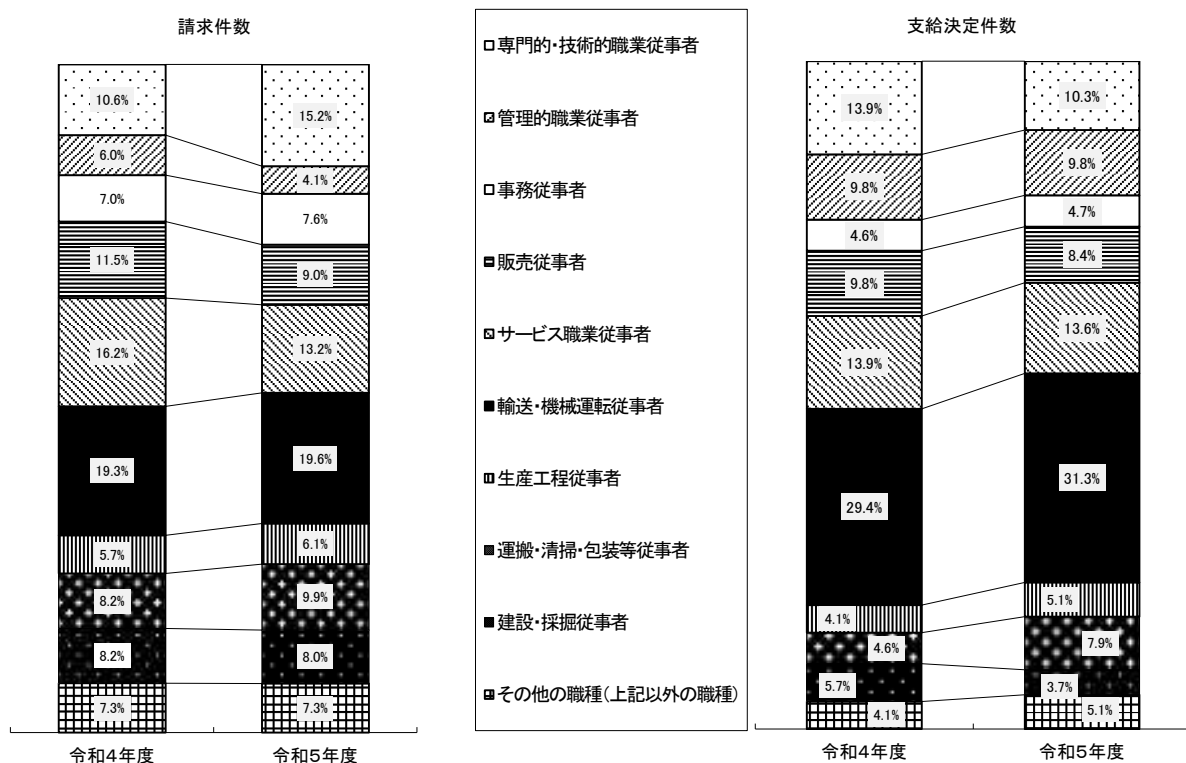 請求件数
10.6%
6.0%
7.0%
11.5%
16.2%
19.3%
5.7%
8.2%
8.2%
7.3%
15.2%
4.1%
7.6%
9.0%
13.2%
19.6%
6.1%
9.9%
8.0%
7.3%
令和4年度
令和5年度
専門的・技術的職業従事者
管理的職業従事者
事務従事者
販売従事者
サービス職業従事者
輸送・機械運転従事者
生産工程従事者
運搬・清掃・包装等従事者
建設・採掘従事者
その他の職種(上記以外の職種)
支給決定件数
13.9%
9.8%
4.6%
9.8%
13.9%
29.4%
4.1%
4.6%
5.7%
4.1%
10.3%
9.8%
4.7%
8.4%
13.6%
31.3%
5.1%
7.9%
3.7%
5.1%
令和4年度
令和5年度